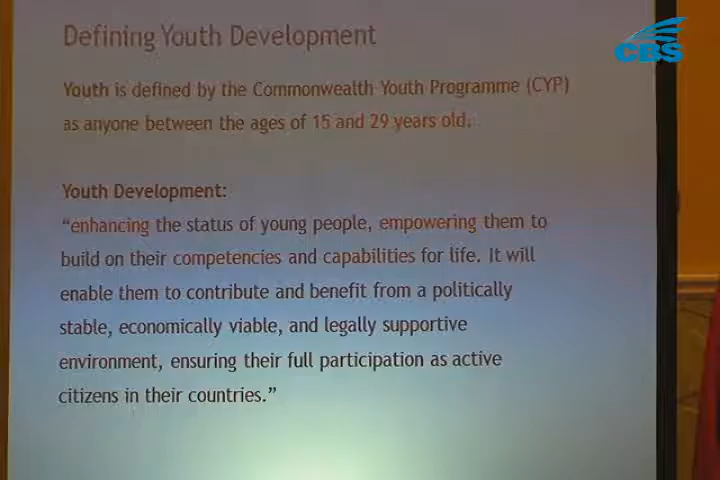 Defining Youth Development
CBS
Youth is defined by the Commonwealth Youth Programme (CYP)
as anyone between the ages of 15 and 29 years old.
Youth Development:
“enhancing the status of young people, empowering them to
build on their competencies and capabilities for life. It will
enable them to contribute and benefit from a politically
stable, economically viable, and legally supportive
environment, ensuring their full participation as active
citizens in their countries.”